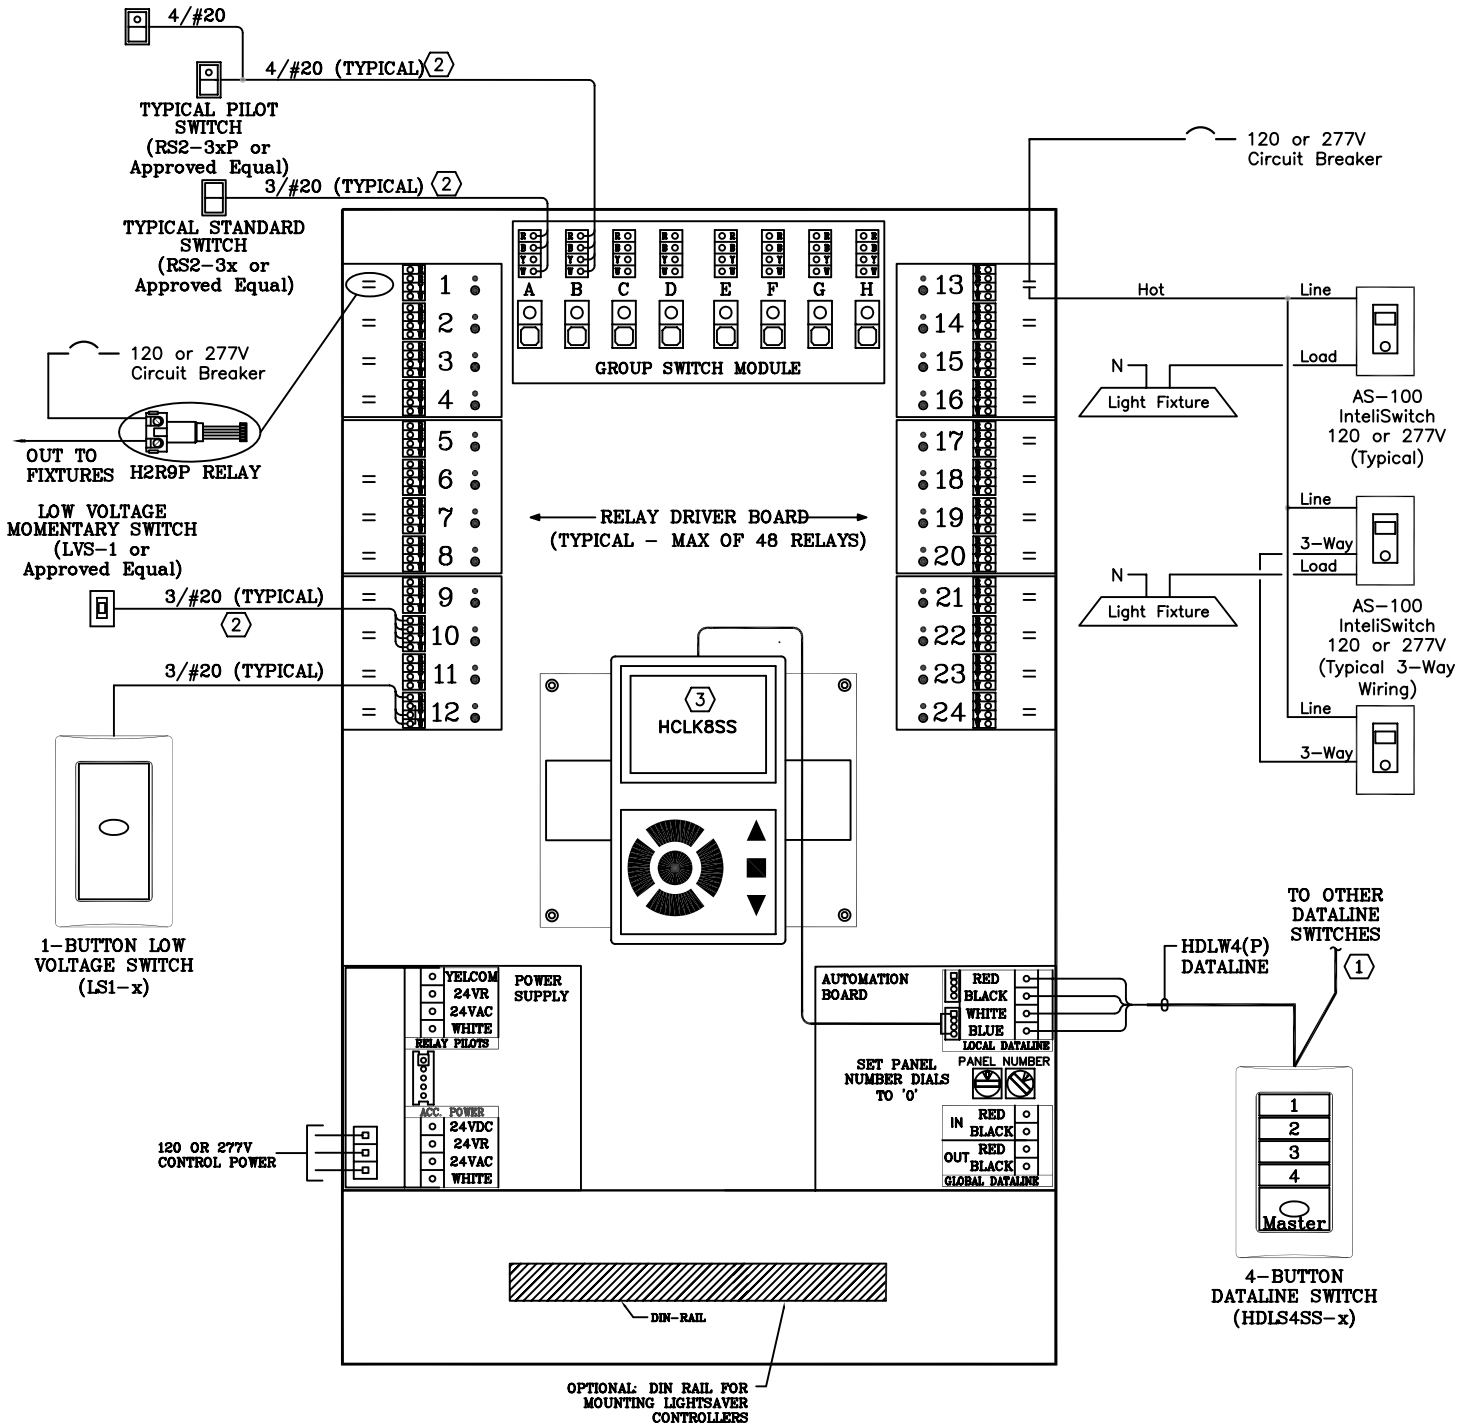 4/#20
4/#20 (TYPICAL) 2
TYPICAL PILOT
SWITCH
(RS2-3xP or
Approved Equal)
3/#20 (TYPICAL) 2
TYPICAL STANDARD
SWITCH
(RS2-3x or
Approved Equal)
120 or 277V
Circuit Breaker
OUT TO
FIXTURES
H2R9P RELAY
LOW VOLTAGE
MOMENTARY SWITCH
(LVS-1 or
Approved Equal)
3/#20 (TYPICAL)
2
3/#20 (TYPICAL)
1-BUTTON LOW
VOLTAGE SWITCH
(LS1-x)
120 OR 277V
CONTROL POWER
R R R R R R R R
B B B B B B B B
Y Y Y Y Y Y Y Y
W W W W W W W W
A B C D E F G H
GROUP SWITCH MODULE
1
2
3
4
5
6
7
8
9
10
11
12
RELAY DRIVER BOARD
(TYPICAL - MAX OF 48 RELAYS)
13
14
15
16
17
18
19
20
21
22
23
24
3
HCLK8SS
YELCOM
24VR
24VAC
WHITE
RELAY PILOTS
POWER
SUPPLY
ACC. POWER
24VDC
24VR
24VAC
WHITE
AUTOMATION
BOARD
RED
BLACK
WHITE
BLUE
LOCAL DATALINE
PANEL NUMBER
SET PANEL
NUMBER DIALS
TO '0'
IN
RED
BLACK
OUT
RED
BLACK
GLOBAL DATALINE
DIN-RAIL
OPTIONAL: DIN RAIL FOR
MOUNTING LIGHTSAVER
CONTROLLERS
120 or 277V
Circuit Breaker
Hot
Line
Load
N
Light Fixture
AS-100
InteliSwitch
120 or 277V
(Typical)
Line
3-Way
Load
N
Light Fixture
AS-100
InteliSwitch
120 or 277V
(Typical 3-Way
Wiring)
Line
3-Way
TO OTHER
DATALINE
SWITCHES
1
HDLW4(P)
DATALINE
1
2
3
4
Master
4-BUTTON
DATALINE SWITCH
(HDLS4SS-x)